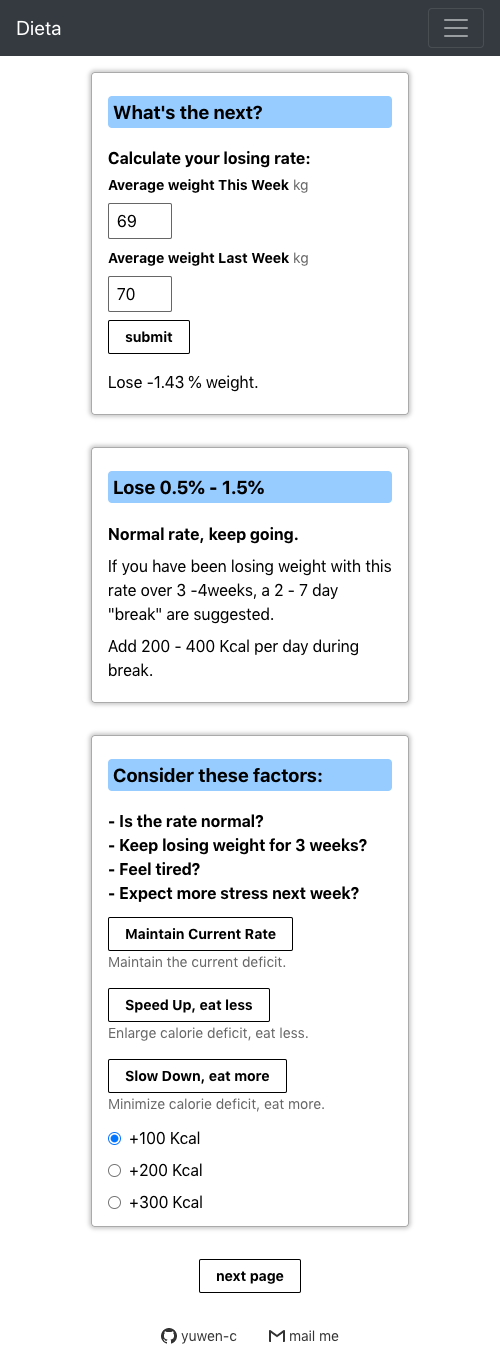 Dieta
What's the next?
Calculate your losing rate:
Average weight This Week kg
69
Average weight Last Week kg
70
submit
Lose -1.43 % weight.
Lose 0.5% - 1.5%
Normal rate, keep going.
If you have been losing weight with this
rate over 3 -4weeks, a 2 - 7 day
"break" are suggested.
Add 200 - 400 Kcal per day during
break.
Consider these factors:
- Is the rate normal?
- Keep losing weight for 3 weeks?
- Feel tired?
- Expect more stress next week?
Maintain Current Rate
Maintain the current deficit.
Speed Up, eat less
Enlarge calorie deficit, eat less.
Slow Down, eat more
Minimize calorie deficit, eat more.
+100 Kcal
+200 Kcal
+300 Kcal
next page
yuwen-c mail me